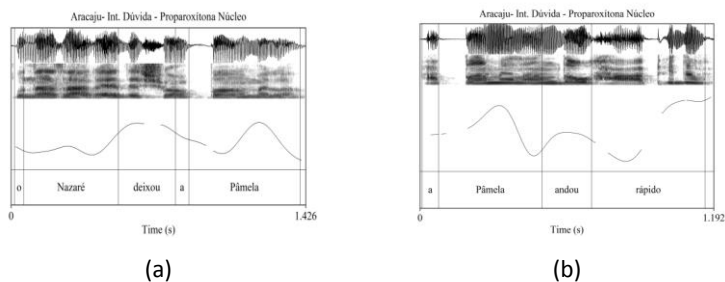 Aracaju- Int. Dúvida - Proparoxítona Núcleo
o Nazaré deixou a Pâmela
0 1.426
Time (s)
(a)
Aracaju- Int. Dúvida - Proparoxítona Núcleo
a Pâmela andou rápido
0 1.192
Time (s)
(b)